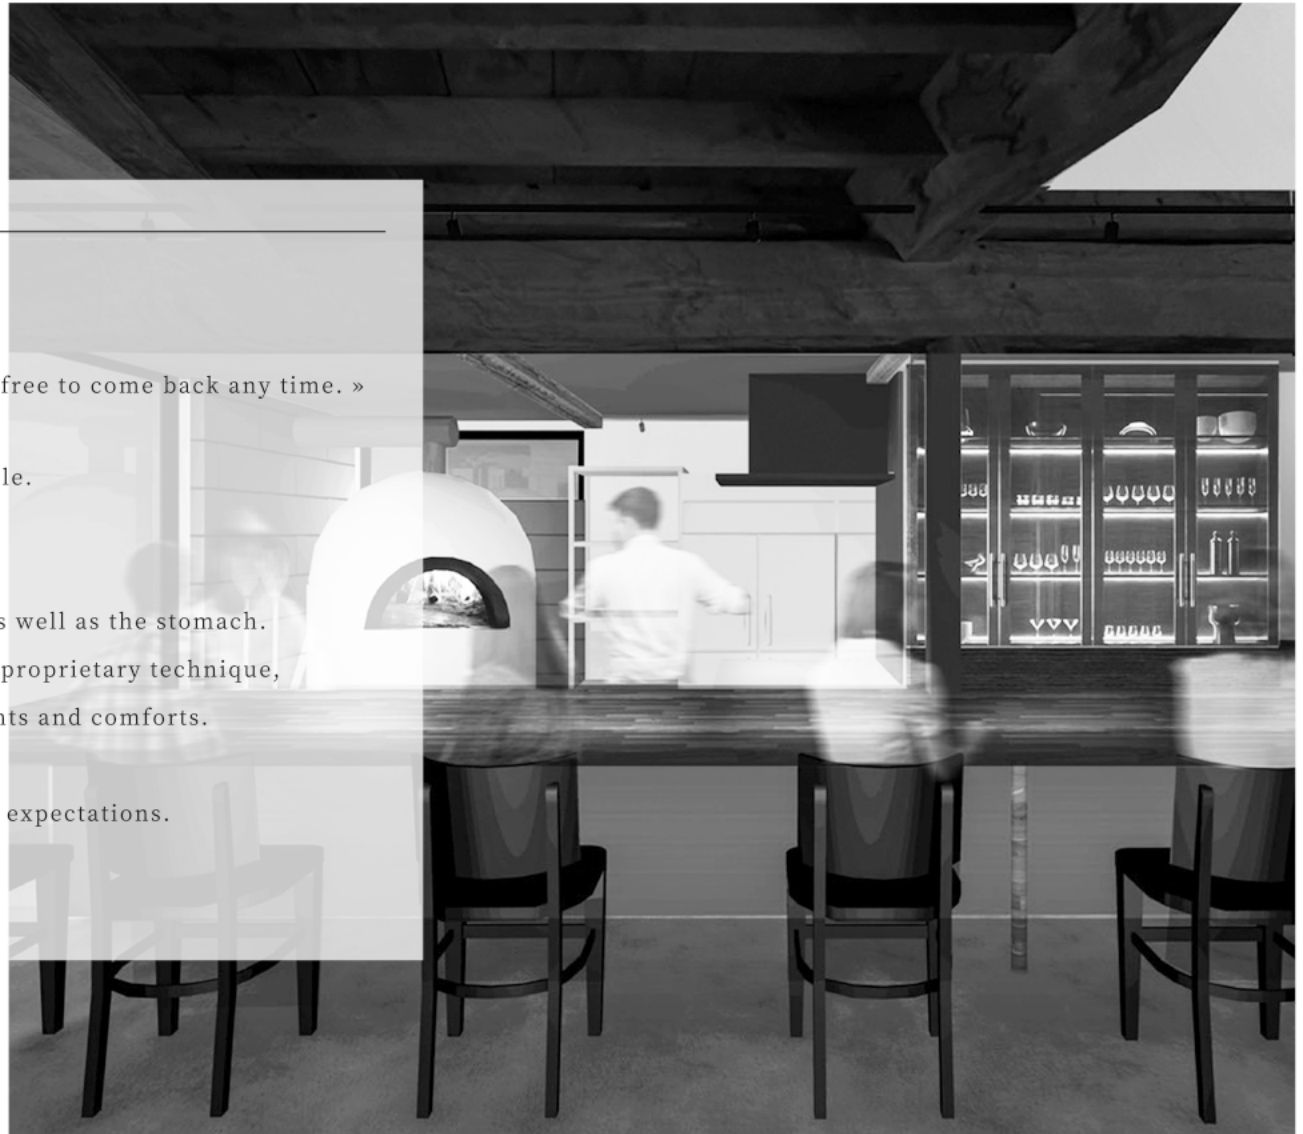 free to come back any time. »
le.
s well as the stomach.
proprietary technique,
nts and comforts.
expectations.